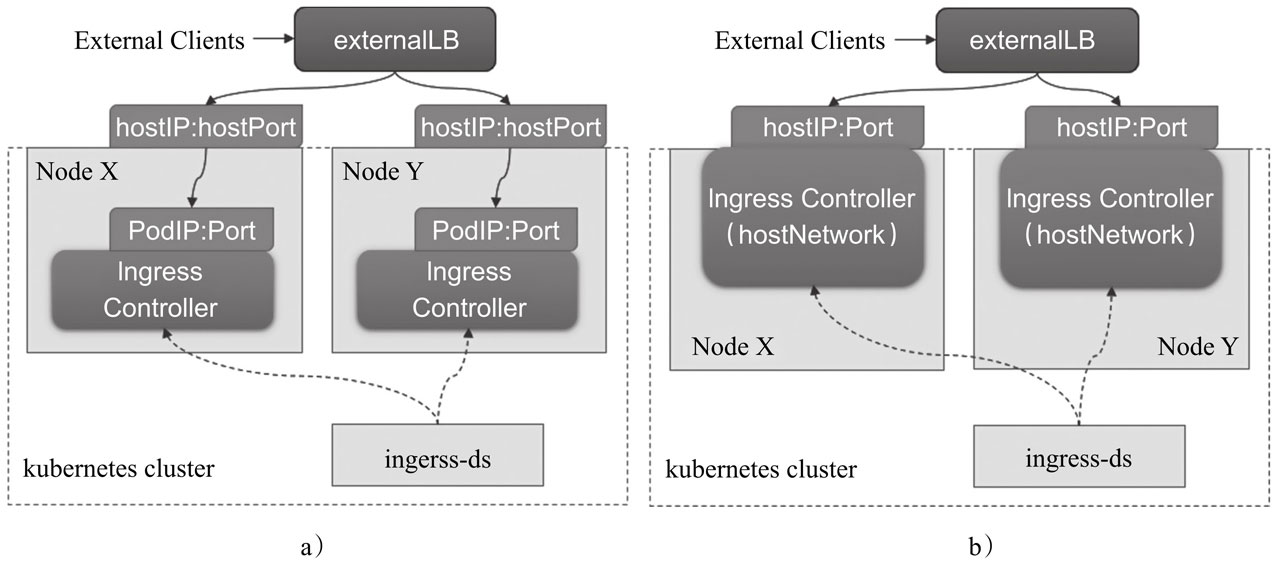 External Clients
externalLB
hostIP:hostPort
hostIP:hostPort
Node X
Node Y
PodIP:Port
PodIP:Port
Ingress
Controller
Ingress
Controller
ingerss-ds
kubernetes cluster
a）
External Clients
externalLB
hostIP:Port
hostIP:Port
Ingress Controller
（hostNetwork）
Ingress Controller
（hostNetwork）
Node X
Node Y
ingress-ds
kubernetes cluster
b）